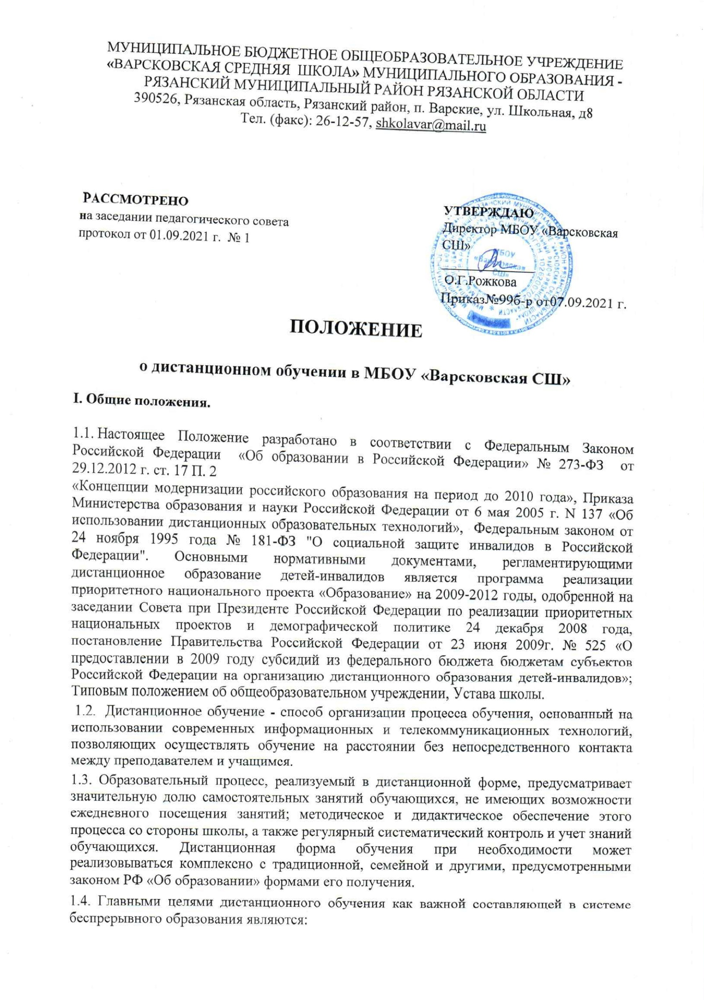 МУНИЦИПАЛЬНОЕ БЮДЖЕТНОЕ ОБЩЕОБРАЗОВАТЕЛЬНОЕ УЧРЕЖДЕНИЕ
«ВАРСКОВСКАЯ СРЕДНЯЯ ШКОЛА» МУНИЦИПАЛЬНОГО ОБРАЗОВАНИЯ -
РЯЗАНСКИЙ МУНИЦИПАЛЬНЫЙ РАЙОН РЯЗАНСКОЙ ОБЛАСТИ
390526, Рязанская область, Рязанский район, п. Варские, ул. Школьная, д8
Тел. (факс): 26-12-57, shkolavar@mail.ru
РАССМОТРЕНО
на заседании педагогического совета
протокол от 01.09.2021 г. № 1
УТВЕРЖДАЮ
Директор МБОУ «Варсковская
СШ»
МБОУ
«Варсковская
СШ»
О.Г.Рожкова
Приказ№99б-р от07.09.2021 г.
ПОЛОЖЕНИЕ
о дистанционном обучении в МБОУ «Варсковская СШ»
I. Общие положения.
1.1. Настоящее Положение разработано в соответствии с Федеральным Законом
Российской Федерации «Об образовании в Российской Федерации» № 273-ФЗ от
29.12.2012 г. ст. 17 П. 2
«Концепции модернизации российского образования на период до 2010 года», Приказа
Министерства образования и науки Российской Федерации от 6 мая 2005 г. N 137 «Об
использовании дистанционных образовательных технологий», Федеральным законом от
24 ноября 1995 года № 181-ФЗ "О социальной защите инвалидов в Российской
Федерации". Основными нормативными документами, регламентирующими
дистанционное образование детей-инвалидов является программа реализации
приоритетного национального проекта «Образование» на 2009-2012 годы, одобренной на
заседании Совета при Президенте Российской Федерации по реализации приоритетных
национальных проектов и демографической политике 24 декабря 2008 года,
постановление Правительства Российской Федерации от 23 июня 2009г. № 525 «О
предоставлении в 2009 году субсидий из федерального бюджета бюджетам субъектов
Российской Федерации на организацию дистанционного образования детей-инвалидов»;
Типовым положением об общеобразовательном учреждении, Устава школы.
1.2. Дистанционное обучение - способ организации процесса обучения, основанный на
использовании современных информационных и телекоммуникационных технологий,
позволяющих осуществлять обучение на расстоянии без непосредственного контакта
между преподавателем и учащимся.
1.3. Образовательный процесс, реализуемый в дистанционной форме, предусматривает
значительную долю самостоятельных занятий обучающихся, не имеющих возможности
ежедневного посещения занятий; методическое и дидактическое обеспечение этого
процесса со стороны школы, а также регулярный систематический контроль и учет знаний
обучающихся. Дистанционная форма обучения при необходимости может
реализовываться комплексно с традиционной, семейной и другими, предусмотренными
законом РФ «Об образовании» формами его получения.
1.4. Главными целями дистанционного обучения как важной составляющей в системе
беспрерывного образования являются: